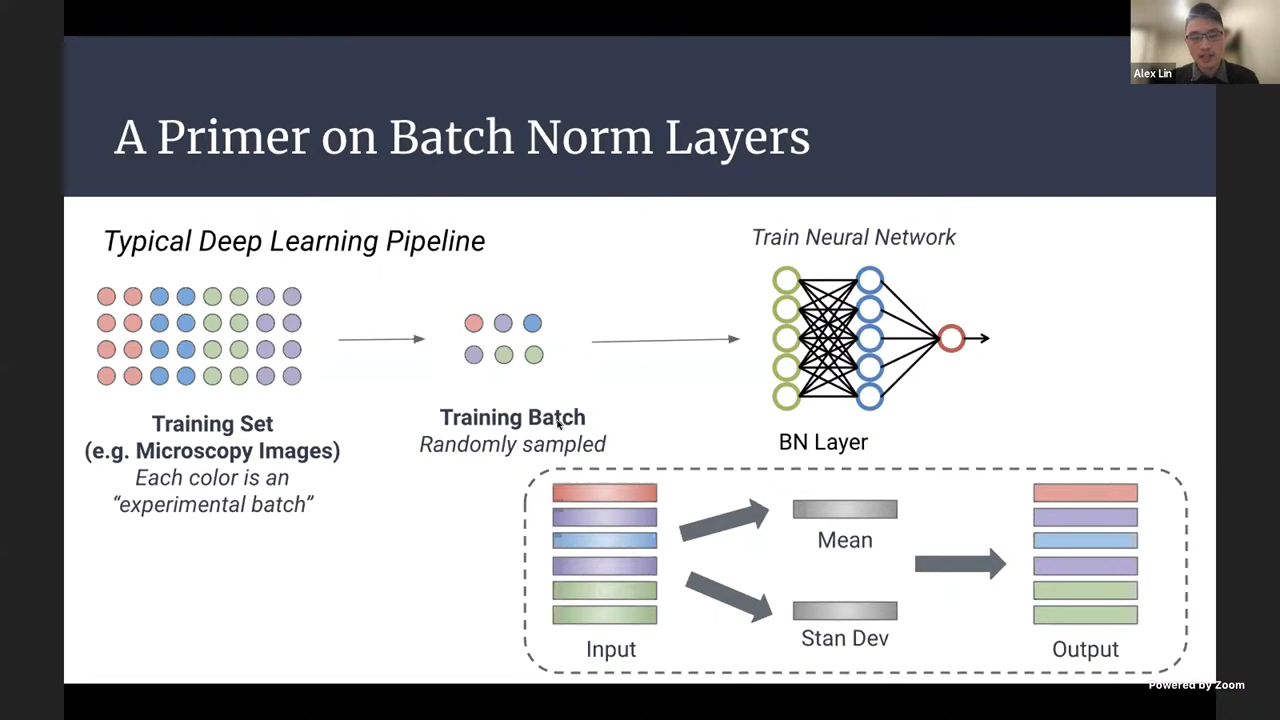 Alex Lin
A Primer on Batch Norm Layers
Typical Deep Learning Pipeline
Train Neural Network
Training Set
(e.g. Microscopy Images)
Each color is an
“experimental batch”
Training Batch
Randomly sampled
BN Layer
Input
Mean
Stan Dev
Output
Powered by Zoom